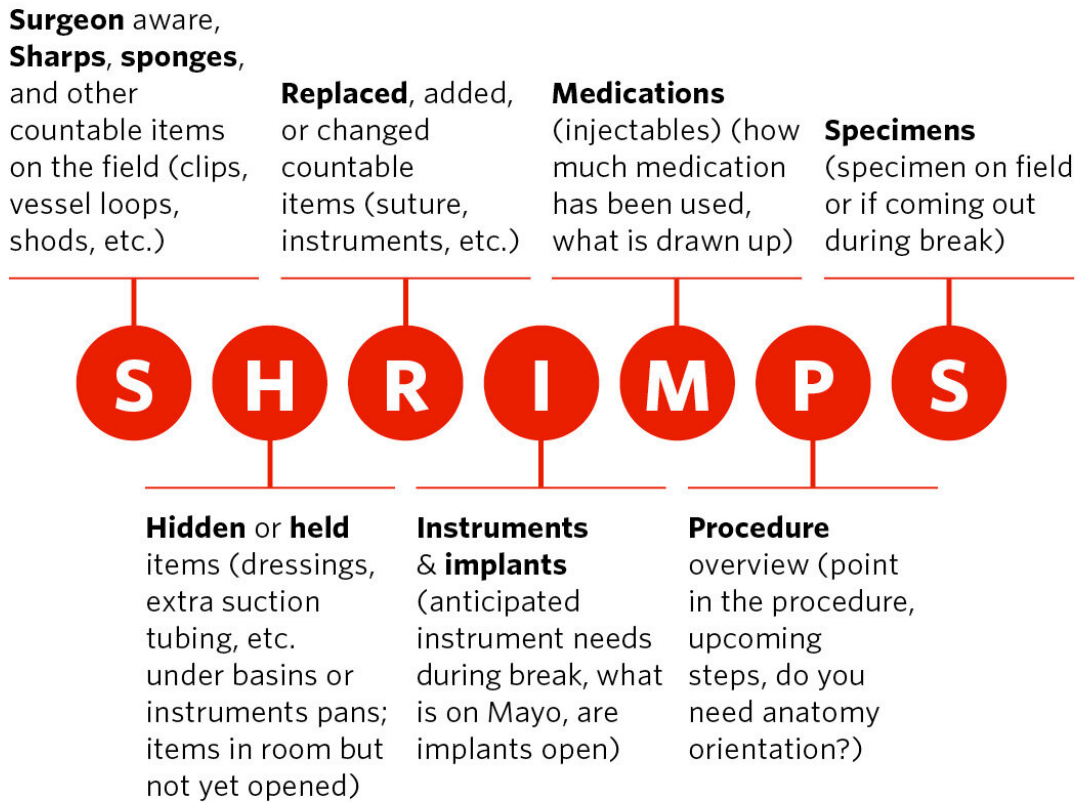 Surgeon aware,
Sharps, sponges,
and other
countable items
on the field (clips,
vessel loops,
shods, etc.)
Replaced, added,
or changed
countable
items (suture,
instruments, etc.)
Medications
(injectables) (how
much medication
has been used,
what is drawn up)
Specimens
(specimen on field
or if coming out
during break)
S H R I M P S
Hidden or held
items (dressings,
extra suction
tubing, etc.
under basins or
instruments pans;
items in room but
not yet opened)
Instruments
& implants
(anticipated
instrument needs
during break, what
is on Mayo, are
implants open)
Procedure
overview (point
in the procedure,
upcoming
steps, do you
need anatomy
orientation?)